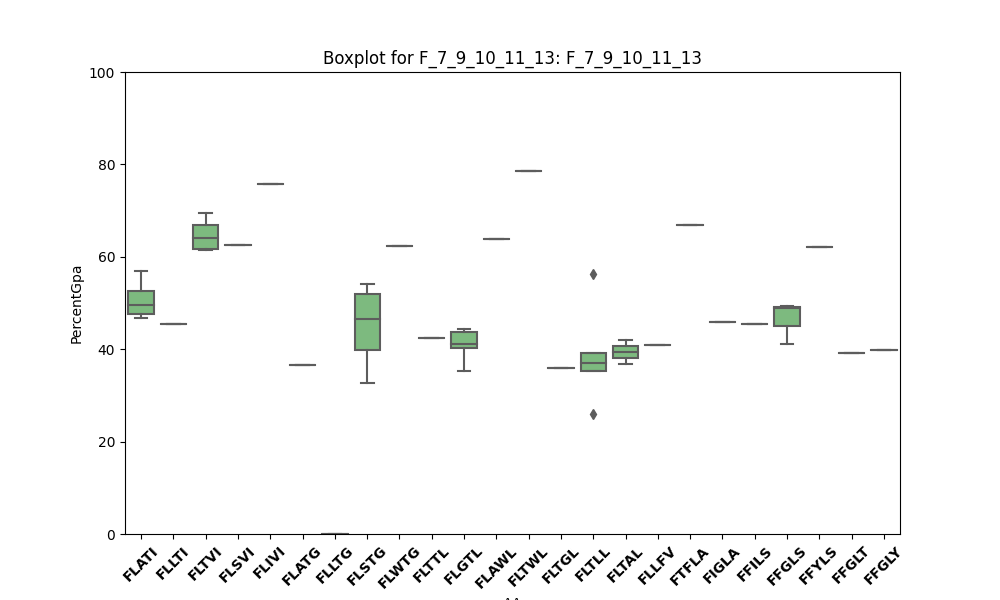 Boxplot for F_7_9_10_11_13: F_7_9_10_11_13
PercentGpa
100
80
60
40
20
0
FLATI
FLLTI
FLTVI
FLSVI
FLIVI
FLATG
FLLTG
FLSTG
FLWTG
FLTTL
FLGTL
FLAWL
FLTWL
FLTGL
FLTLL
FLTAL
FLLFV
FTFLA
FIGLA
FFILS
FFGLS
FFYLS
FFGLT
FFGLY